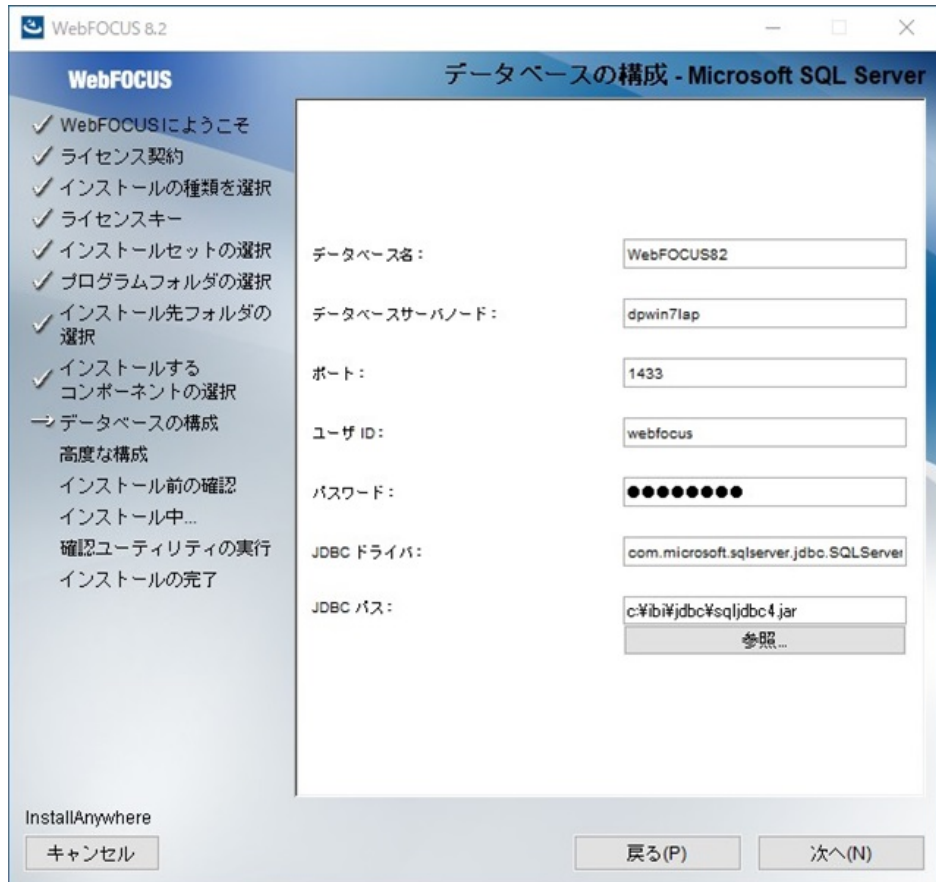 WebFOCUS 8.2
WebFOCUS
データベースの構成 - Microsoft SQL Server
WebFOCUSにようこそ
ライセンス契約
インストールの種類を選択
ライセンスキー
インストールセットの選択
プログラムフォルダの選択
インストール先フォルダの
選択
インストールする
コンポーネントの選択
データベースの構成
高度な構成
インストール前の確認
インストール中...
確認ユーティリティの実行
インストールの完了
データベース名：
WebFOCUS82
データベースサーバノード：
dpwin7lap
ポート：
1433
ユーザ ID：
webfocus
パスワード：
●●●●●●●●
JDBC ドライバ：
com.microsoft.sqlserver.jdbc.SQLServer
JDBC パス：
c:¥ibi¥jdbc¥sqljdbc4.jar
参照...
InstallAnywhere
キャンセル
戻る(P)
次へ(N)